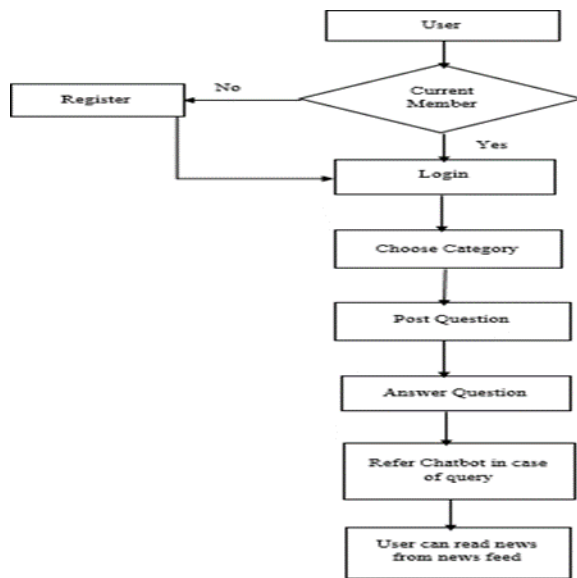 User
Current
Member
No
Register
Yes
Login
Choose Category
Post Question
Answer Question
Refer Chatbot in case
of query
User can read news
from news feed